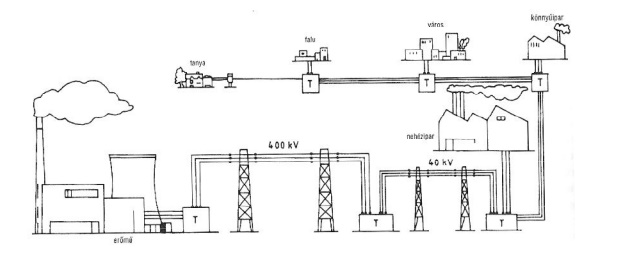 könnyűipar
város
falu
tanya
T
T
T
nehézipar
400 kV
40 kV
T
T
T
erőmű